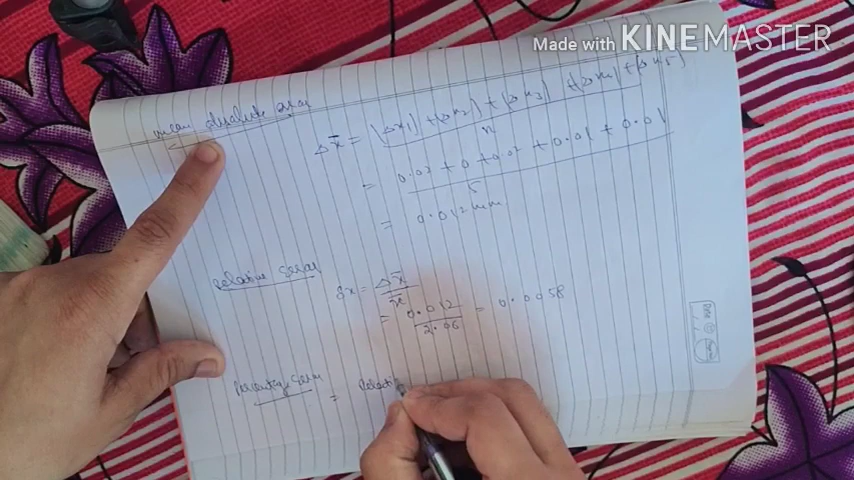 Made with KINEMASTER
mean absolute error
Δx̄ = |Δx1| + |Δx2| + |Δx3| + |Δx4| + |Δx5|
n
= 0.02 + 0 + 0.02 + 0.01 + 0.01
5
= 0.012 mm
Relative error
δx = Δx̄
x̄
= 0.012 = 0.0058
2.06
Percentage error = Relati